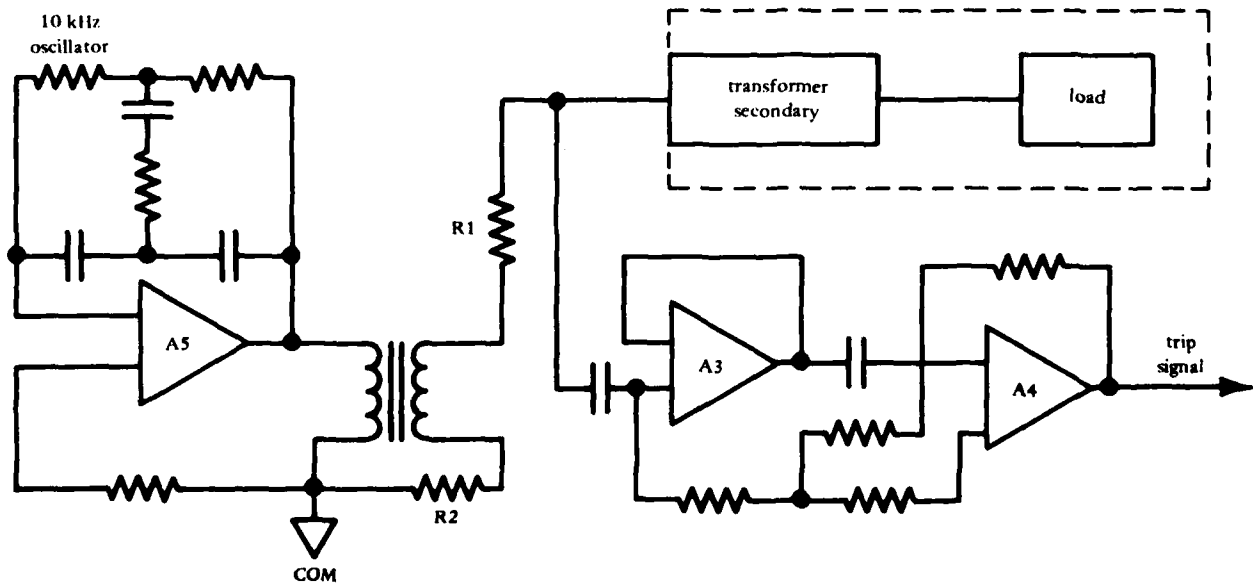 10 kHz
oscillator
transformer
secondary
load
R1
A5
A3
A4
trip
signal
R2
COM